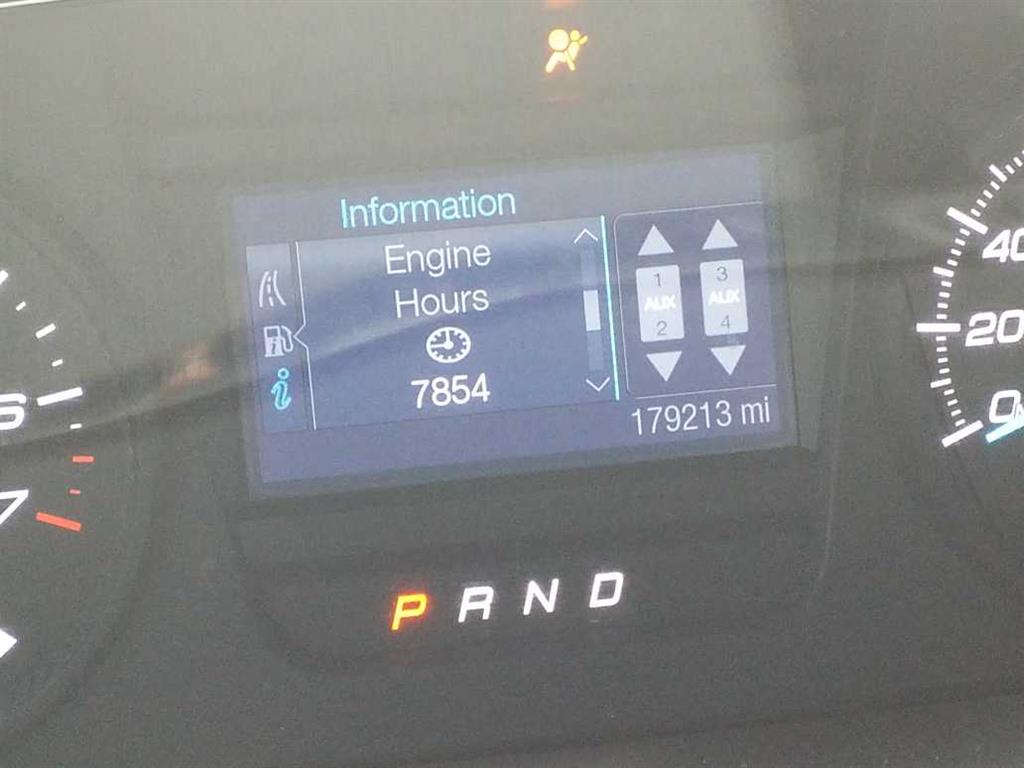 Information
Engine
Hours
7854
1 3
AUX AUX
2 4
179213 mi
6
7
40
20
0
P R N D